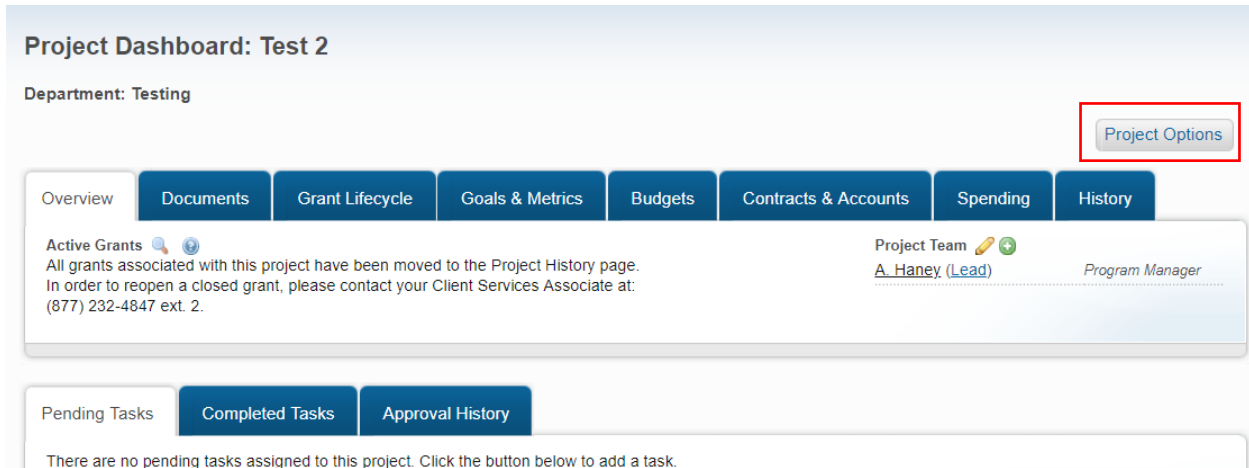 Project Dashboard: Test 2
Department: Testing
Project Options
Overview
Documents
Grant Lifecycle
Goals & Metrics
Budgets
Contracts & Accounts
Spending
History
Active Grants
All grants associated with this project have been moved to the Project History page.
In order to reopen a closed grant, please contact your Client Services Associate at:
(877) 232-4847 ext. 2.
Project Team
A. Haney (Lead) Program Manager
Pending Tasks
Completed Tasks
Approval History
There are no pending tasks assigned to this project. Click the button below to add a task.